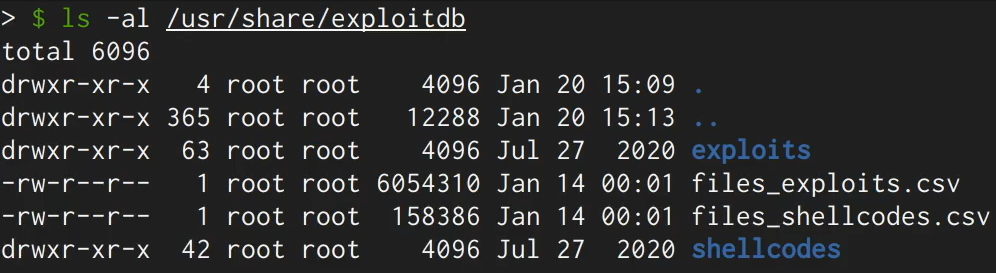 > $ ls -al /usr/share/exploitdb
total 6096
drwxr-xr-x   4 root root    4096 Jan 20 15:09 .
drwxr-xr-x 365 root root   12288 Jan 20 15:13 ..
drwxr-xr-x  63 root root    4096 Jul 27  2020 exploits
-rw-r--r--   1 root root 6054310 Jan 14 00:01 files_exploits.csv
-rw-r--r--   1 root root  158386 Jan 14 00:01 files_shellcodes.csv
drwxr-xr-x  42 root root    4096 Jul 27  2020 shellcodes